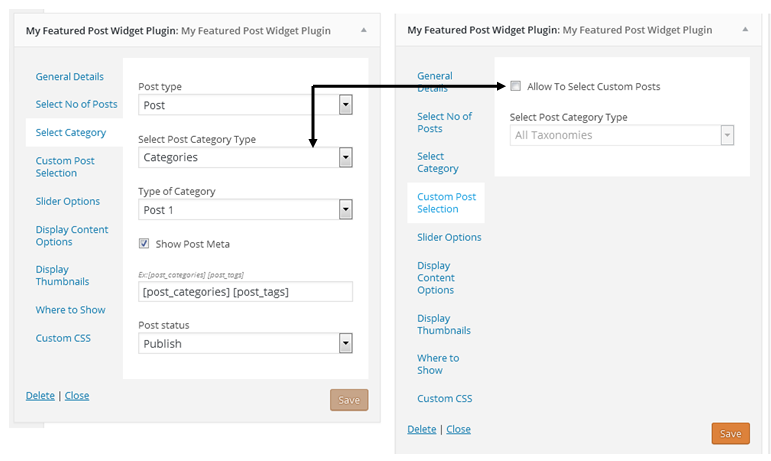 My Featured Post Widget Plugin: My Featured Post Widget Plugin
General Details
Select No of Posts
Select Category
Custom Post
Selection
Slider Options
Display Content
Options
Display
Thumbnails
Where to Show
Custom CSS
Post type
Post
Select Post Category Type
Categories
Type of Category
Post 1
Show Post Meta
Ex:[post_categories] [post_tags]
[post_categories] [post_tags]
Post status
Publish
Delete | Close
Save
My Featured Post Widget Plugin: My Featured Post Widget Plugin
General
Details
Select No of
Posts
Select
Category
Custom Post
Selection
Slider Options
Display
Content
Options
Display
Thumbnails
Where to
Show
Custom CSS
Allow To Select Custom Posts
Select Post Category Type
All Taxonomies
Delete | Close
Save